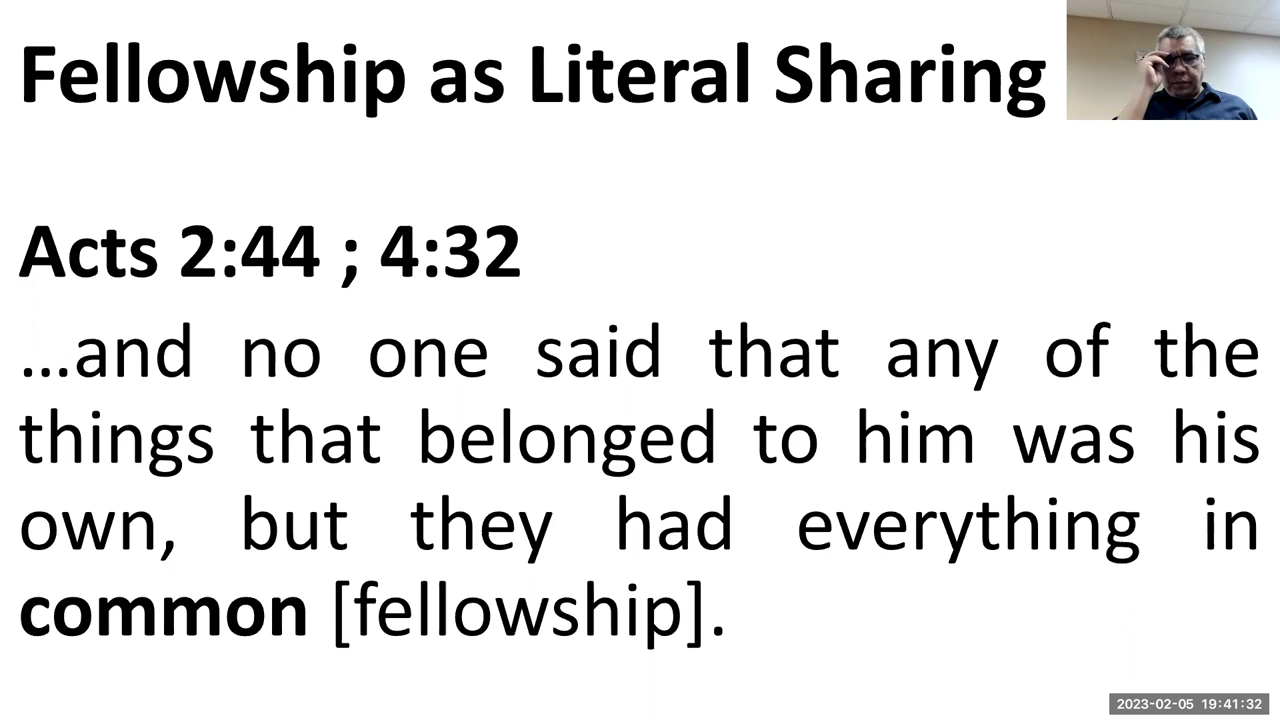 Fellowship as Literal Sharing
Acts 2:44 ; 4:32
...and no one said that any of the
things that belonged to him was his
own, but they had everything in
common [fellowship].
2023-02-05 19:41:32